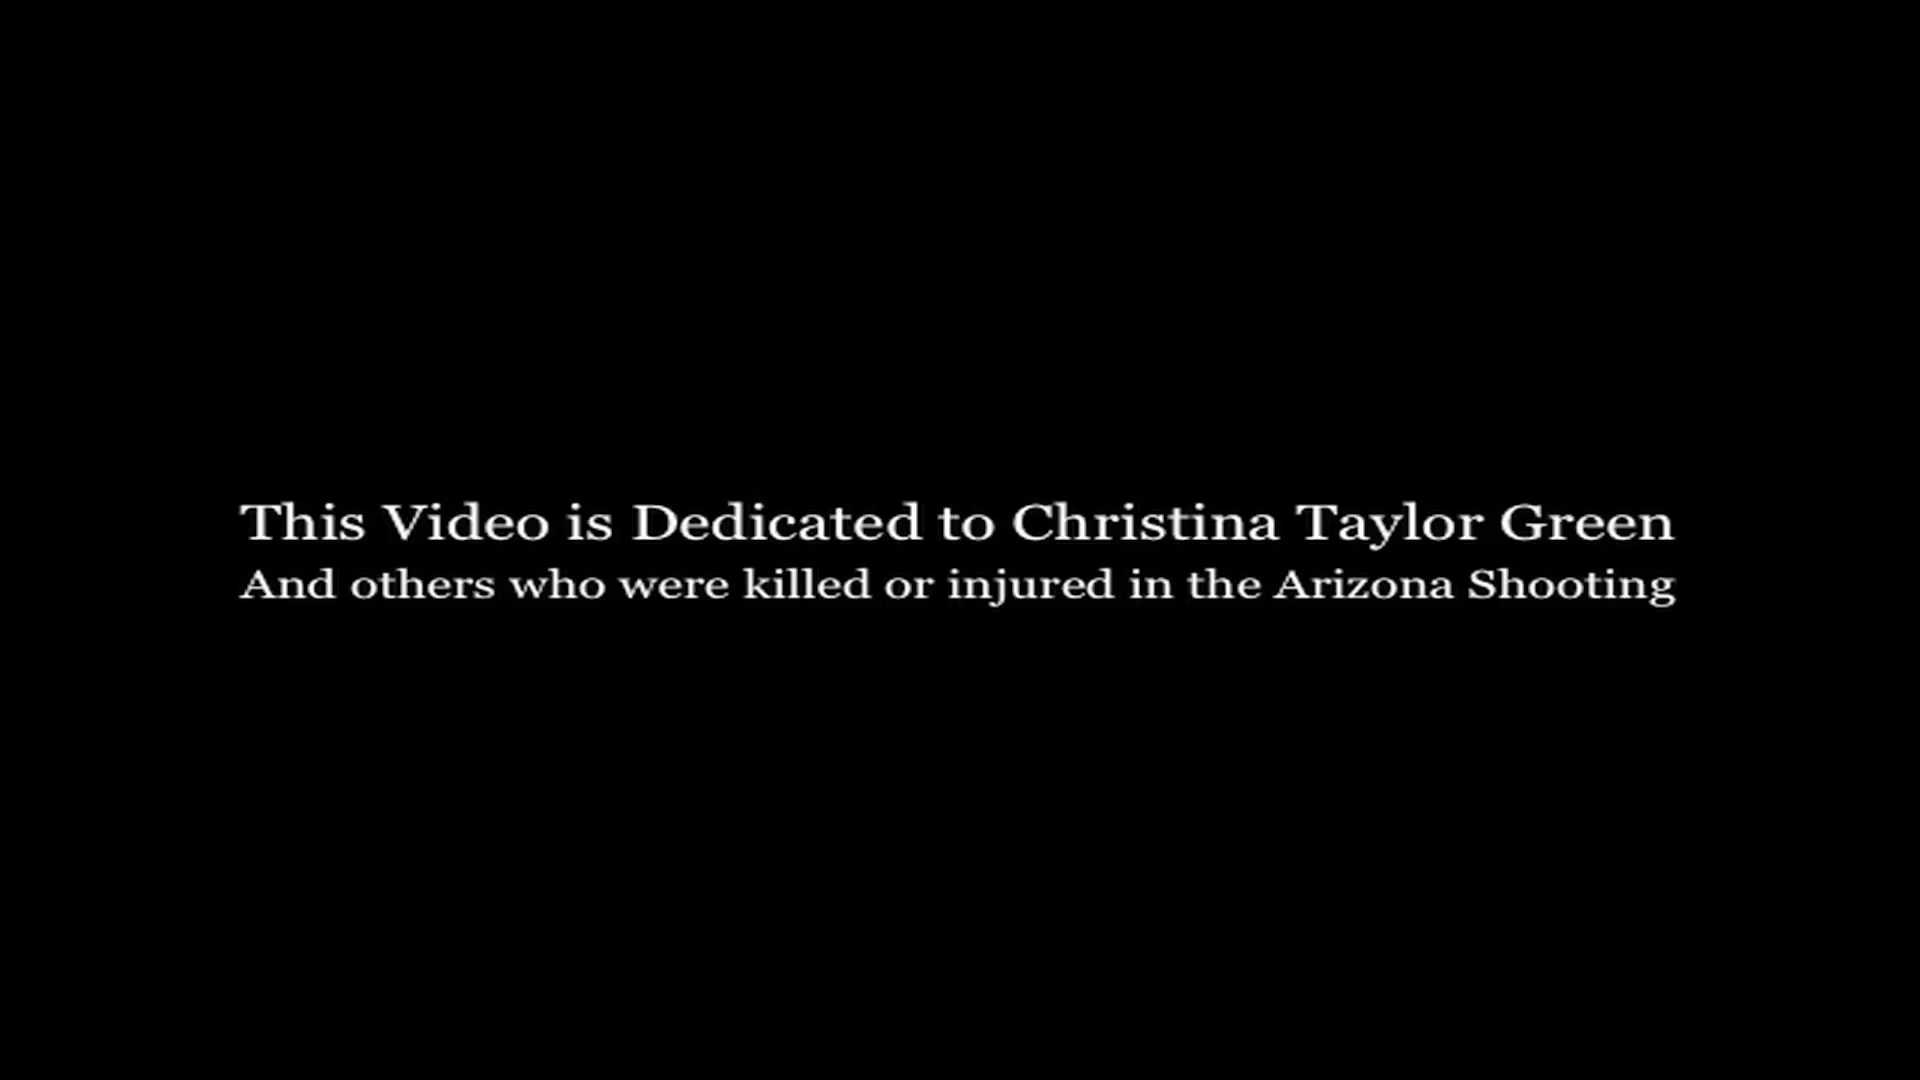 This Video is Dedicated to Christina Taylor Green
And others who were killed or injured in the Arizona Shooting